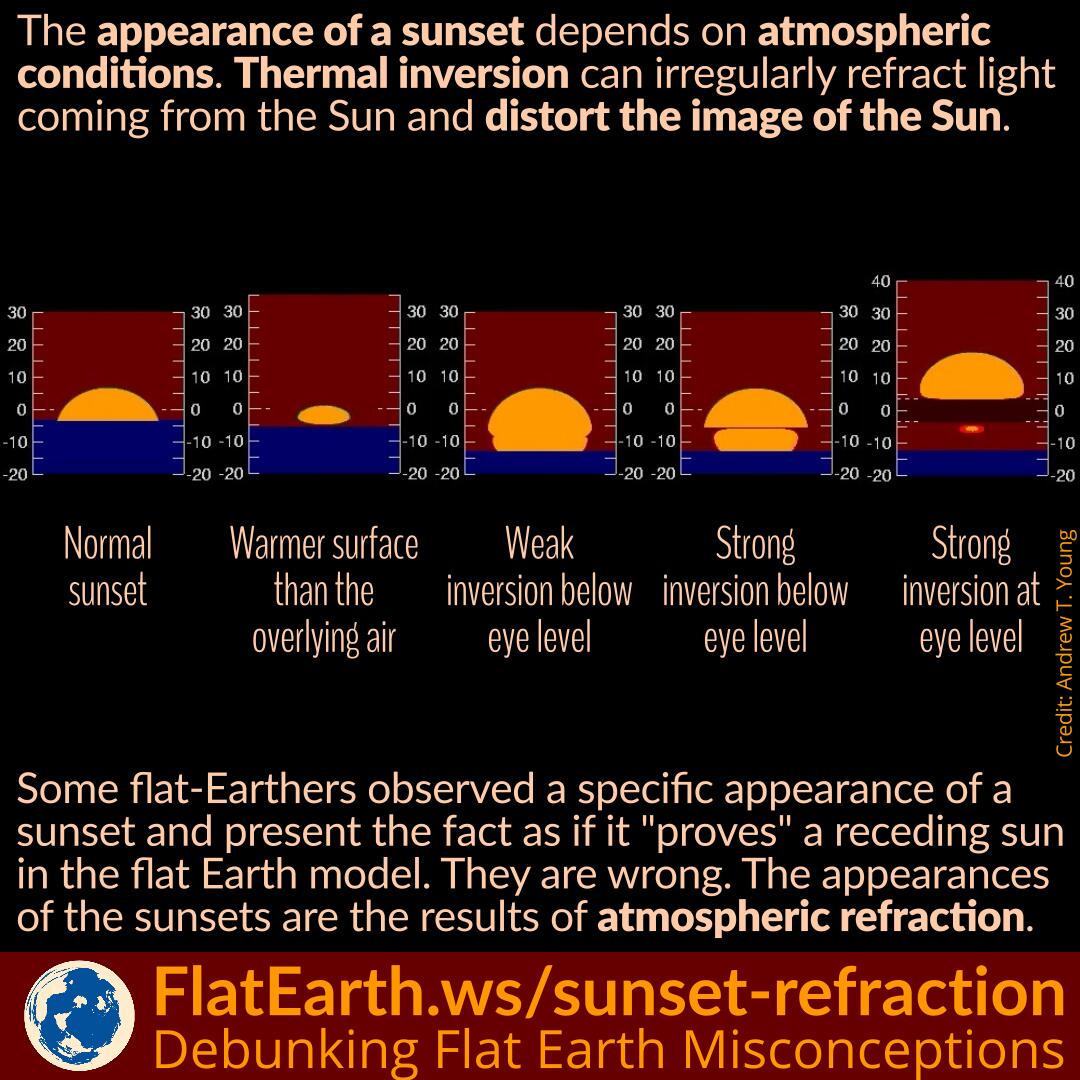 The appearance of a sunset depends on atmospheric
conditions. Thermal inversion can irregularly refract light
coming from the Sun and distort the image of the Sun.
30 30
20 20
10 10
0 0
-10 -10
-20 -20
Normal
sunset
30 30
20 20
10 10
0 0
-10 -10
-20 -20
Warmer surface
than the
overlying air
30 30
20 20
10 10
0 0
-10 -10
-20 -20
Weak
inversion below
eye level
30 30
20 20
10 10
0 0
-10 -10
-20 -20
Strong
inversion below
eye level
40 40
30 30
20 20
10 10
0 0
-10 -10
-20 -20
Strong
inversion at
eye level
Credit: Andrew T. Young
Some flat-Earthers observed a specific appearance of a
sunset and present the fact as if it "proves" a receding sun
in the flat Earth model. They are wrong. The appearances
of the sunsets are the results of atmospheric refraction.
FlatEarth.ws/sunset-refraction
Debunking Flat Earth Misconceptions